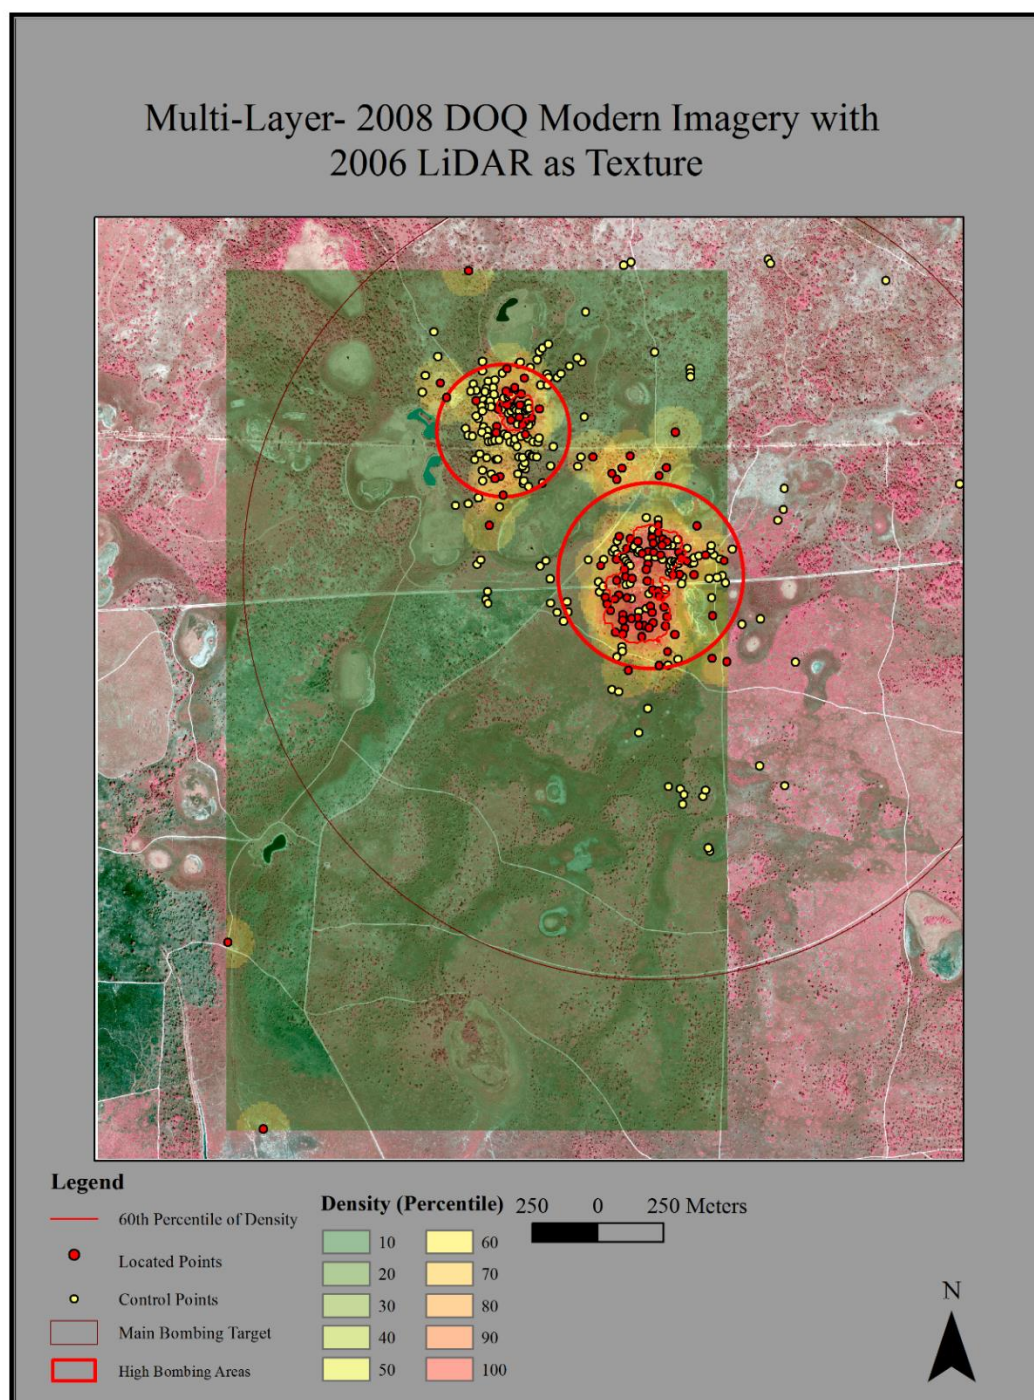 Multi-Layer- 2008 DOQ Modern Imagery with
2006 LiDAR as Texture
Legend
60th Percentile of Density
Located Points
Control Points
Main Bombing Target
High Bombing Areas
Density (Percentile)
10
20
30
40
50
60
70
80
90
100
250 0 250 Meters
N